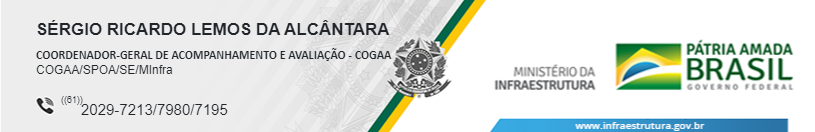 SÉRGIO RICARDO LEMOS DA ALCÂNTARA
COORDENADOR-GERAL DE ACOMPANHAMENTO E AVALIAÇÃO - COGAA
COGAA/SPOA/SE/MInfra
((61)) 2029-7213/7980/7195
MINISTÉRIO DA
INFRAESTRUTURA
PÁTRIA AMADA
BRASIL
GOVERNO FEDERAL
www.infraestrutura.gov.br